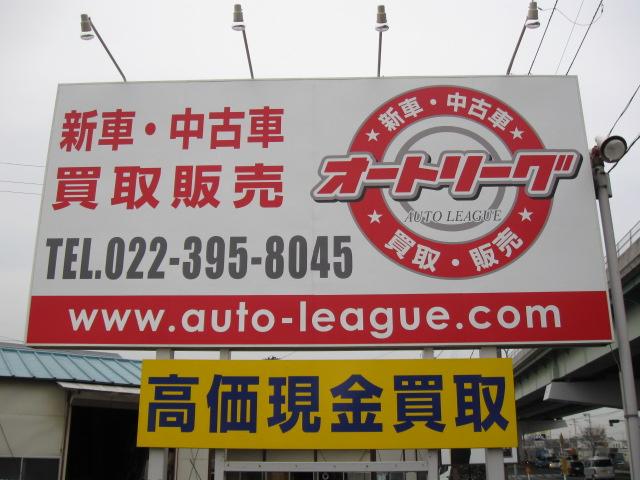 新車・中古車
買取販売
TEL.022-395-8045
新車・中古車
オートリーグ
AUTO LEAGUE
買取・販売
www.auto-league.com
高価現金買取